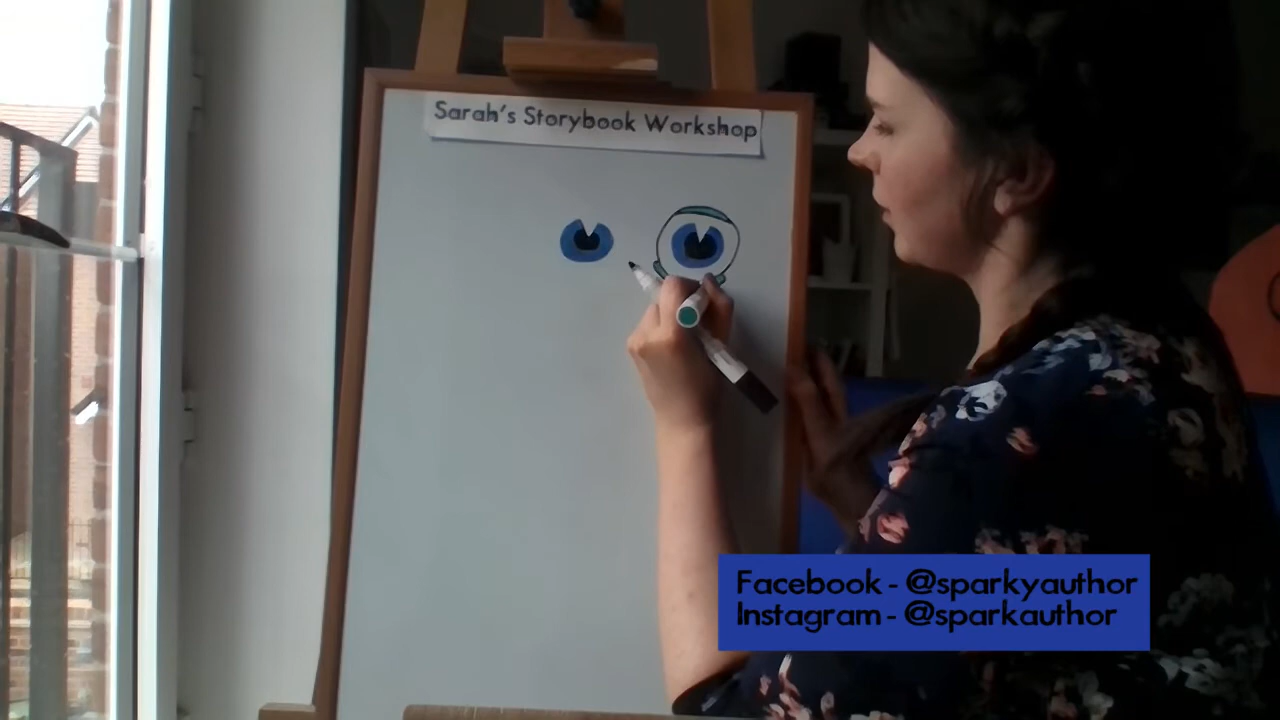 Sarah's Storybook Workshop
Facebook - @sparkyauthor
Instagram - @sparkauthor